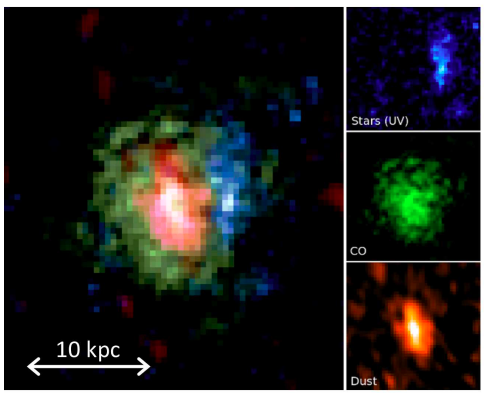 10 kpc
Stars (UV)
CO
Dust